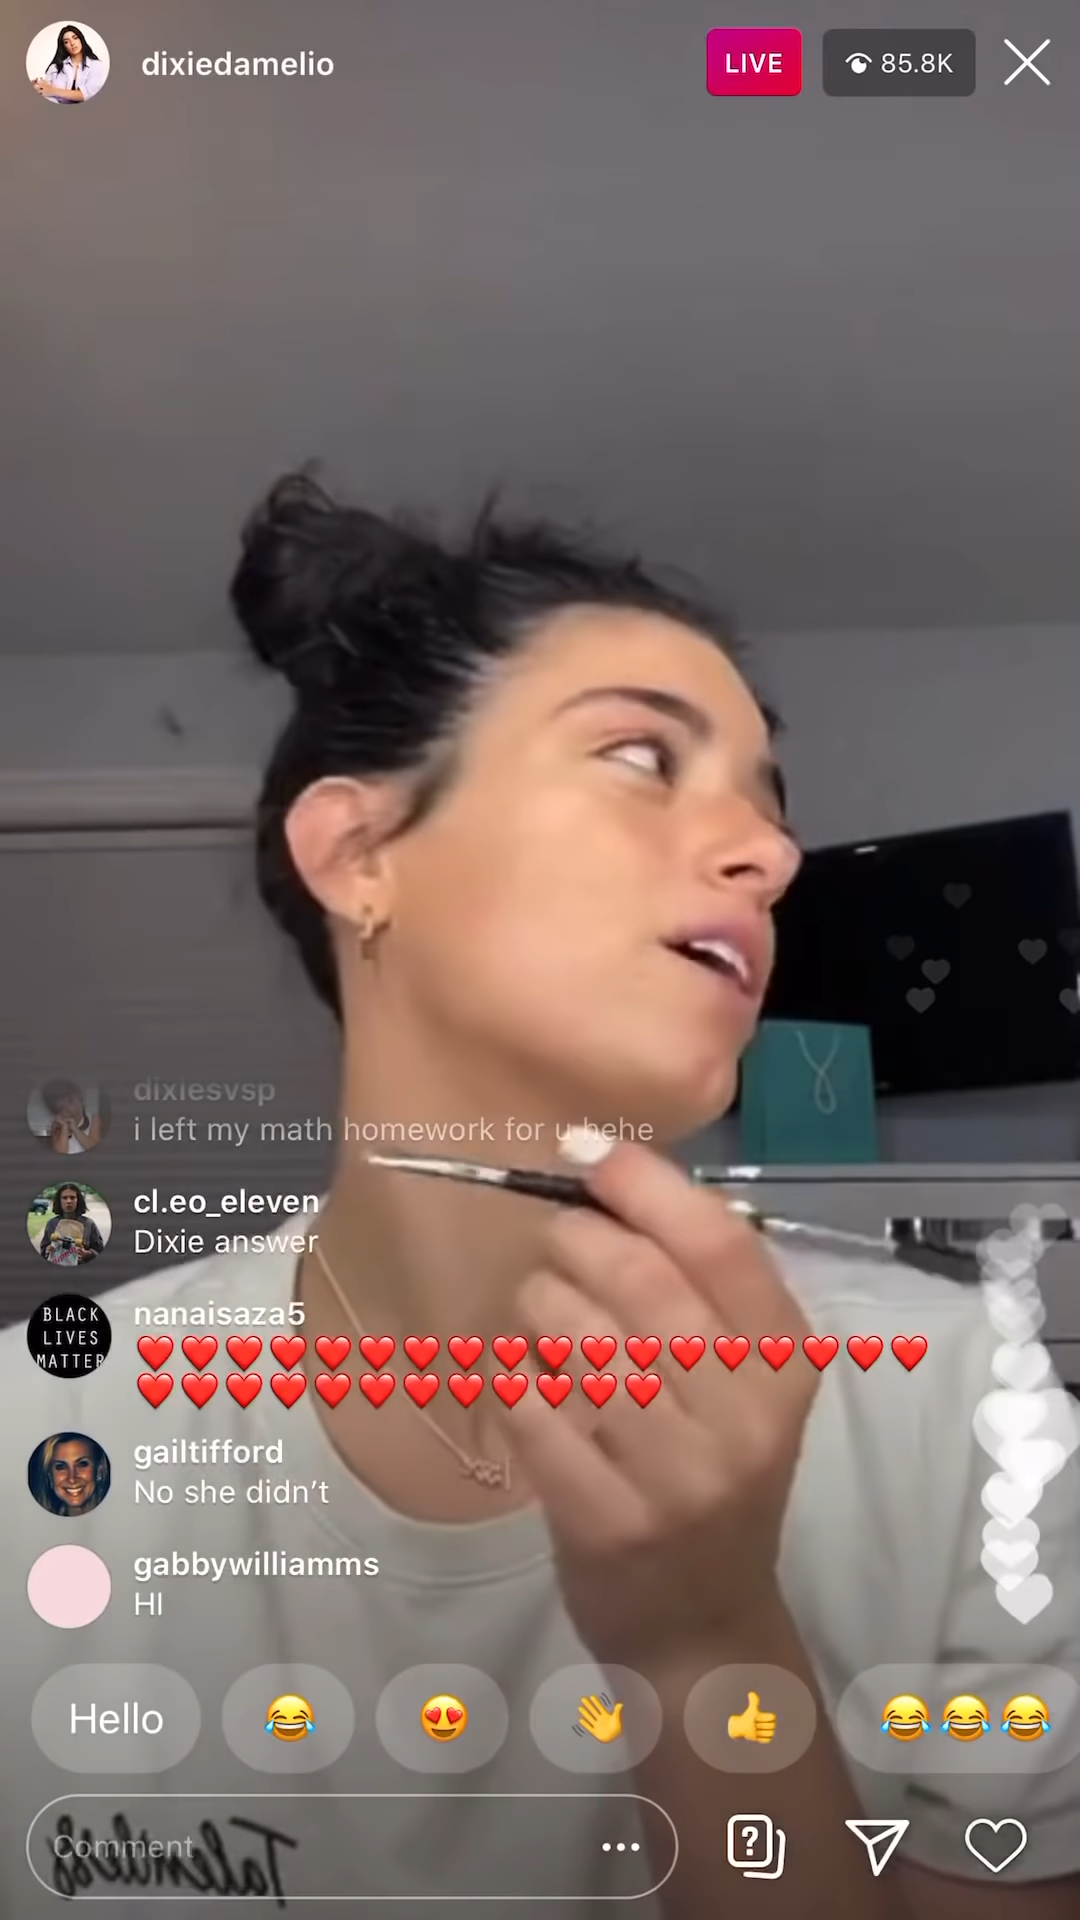 dixiedamelio
LIVE
85.8K
dixiesvsp
i left my math homework for u hehe
cl.eo_eleven
Dixie answer
BLACK
LIVES
MATTER
nanaisaza5
❤️❤️❤️❤️❤️❤️❤️❤️❤️❤️❤️❤️❤️❤️❤️❤️❤️❤️
❤️❤️❤️❤️❤️❤️❤️❤️❤️❤️❤️❤️
gailtifford
No she didn’t
gabbywilliamms
HI
Hello 😂 😍 👋 👍 😂😂😂
Comment
Talentless